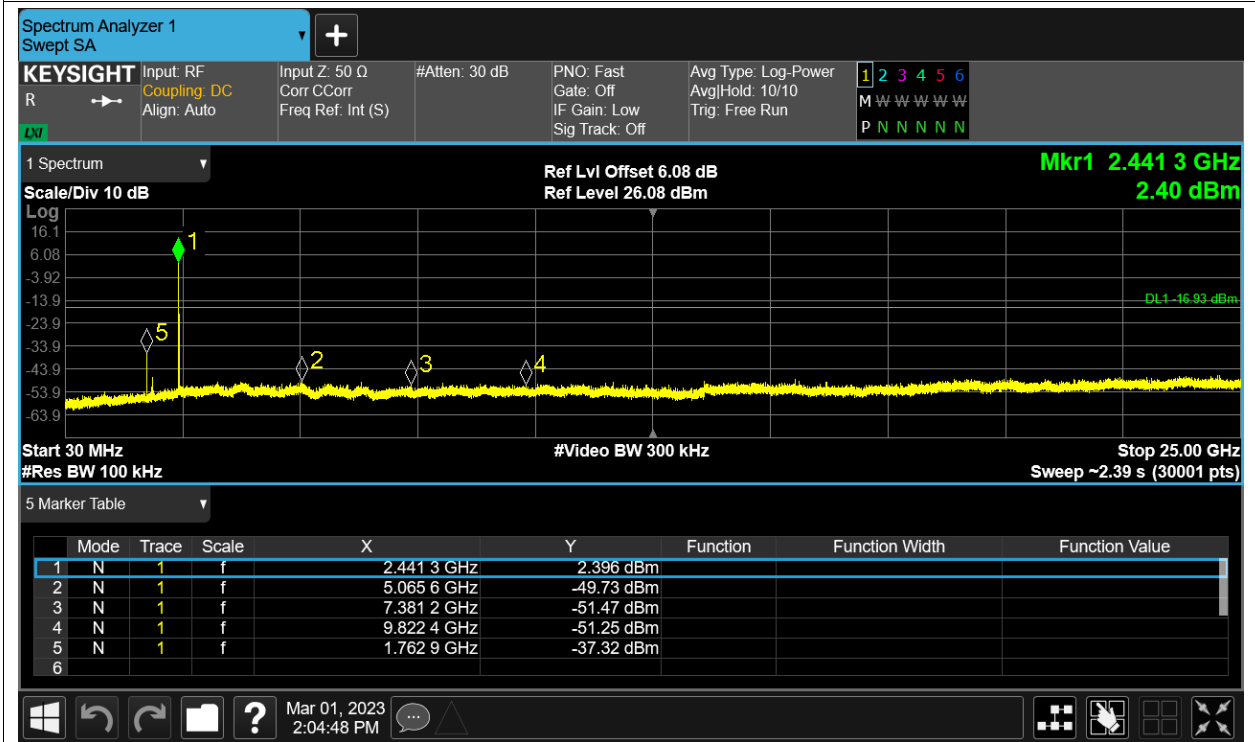 Spectrum Analyzer 1
Swept SA
+
KEYSIGHT Input: RF Input Z: 50 Ω #Atten: 30 dB PNO: Fast Avg Type: Log-Power 1 2 3 4 5 6
R Coupling: DC Corr CCorr Gate: Off Avg|Hold: 10/10 M W W W W W
Align: Auto Freq Ref: Int (S) IF Gain: Low Trig: Free Run
LXI Sig Track: Off P N N N N N
1 Spectrum Ref Lvl Offset 6.08 dB Mkr1 2.441 3 GHz
Scale/Div 10 dB Ref Level 26.08 dBm 2.40 dBm
Log
16.1
1
6.08
-3.92
-13.9 DL1 -16.93 dBm
-23.9
5
-33.9
2 3 4
-43.9
-53.9
-63.9
Start 30 MHz #Video BW 300 kHz Stop 25.00 GHz
#Res BW 100 kHz Sweep ~2.39 s (30001 pts)
5 Marker Table
Mode Trace Scale X Y Function Function Width Function Value
1 N 1 f 2.441 3 GHz 2.396 dBm
2 N 1 f 5.065 6 GHz -49.73 dBm
3 N 1 f 7.381 2 GHz -51.47 dBm
4 N 1 f 9.822 4 GHz -51.25 dBm
5 N 1 f 1.762 9 GHz -37.32 dBm
6
? Mar 01, 2023
2:04:48 PM